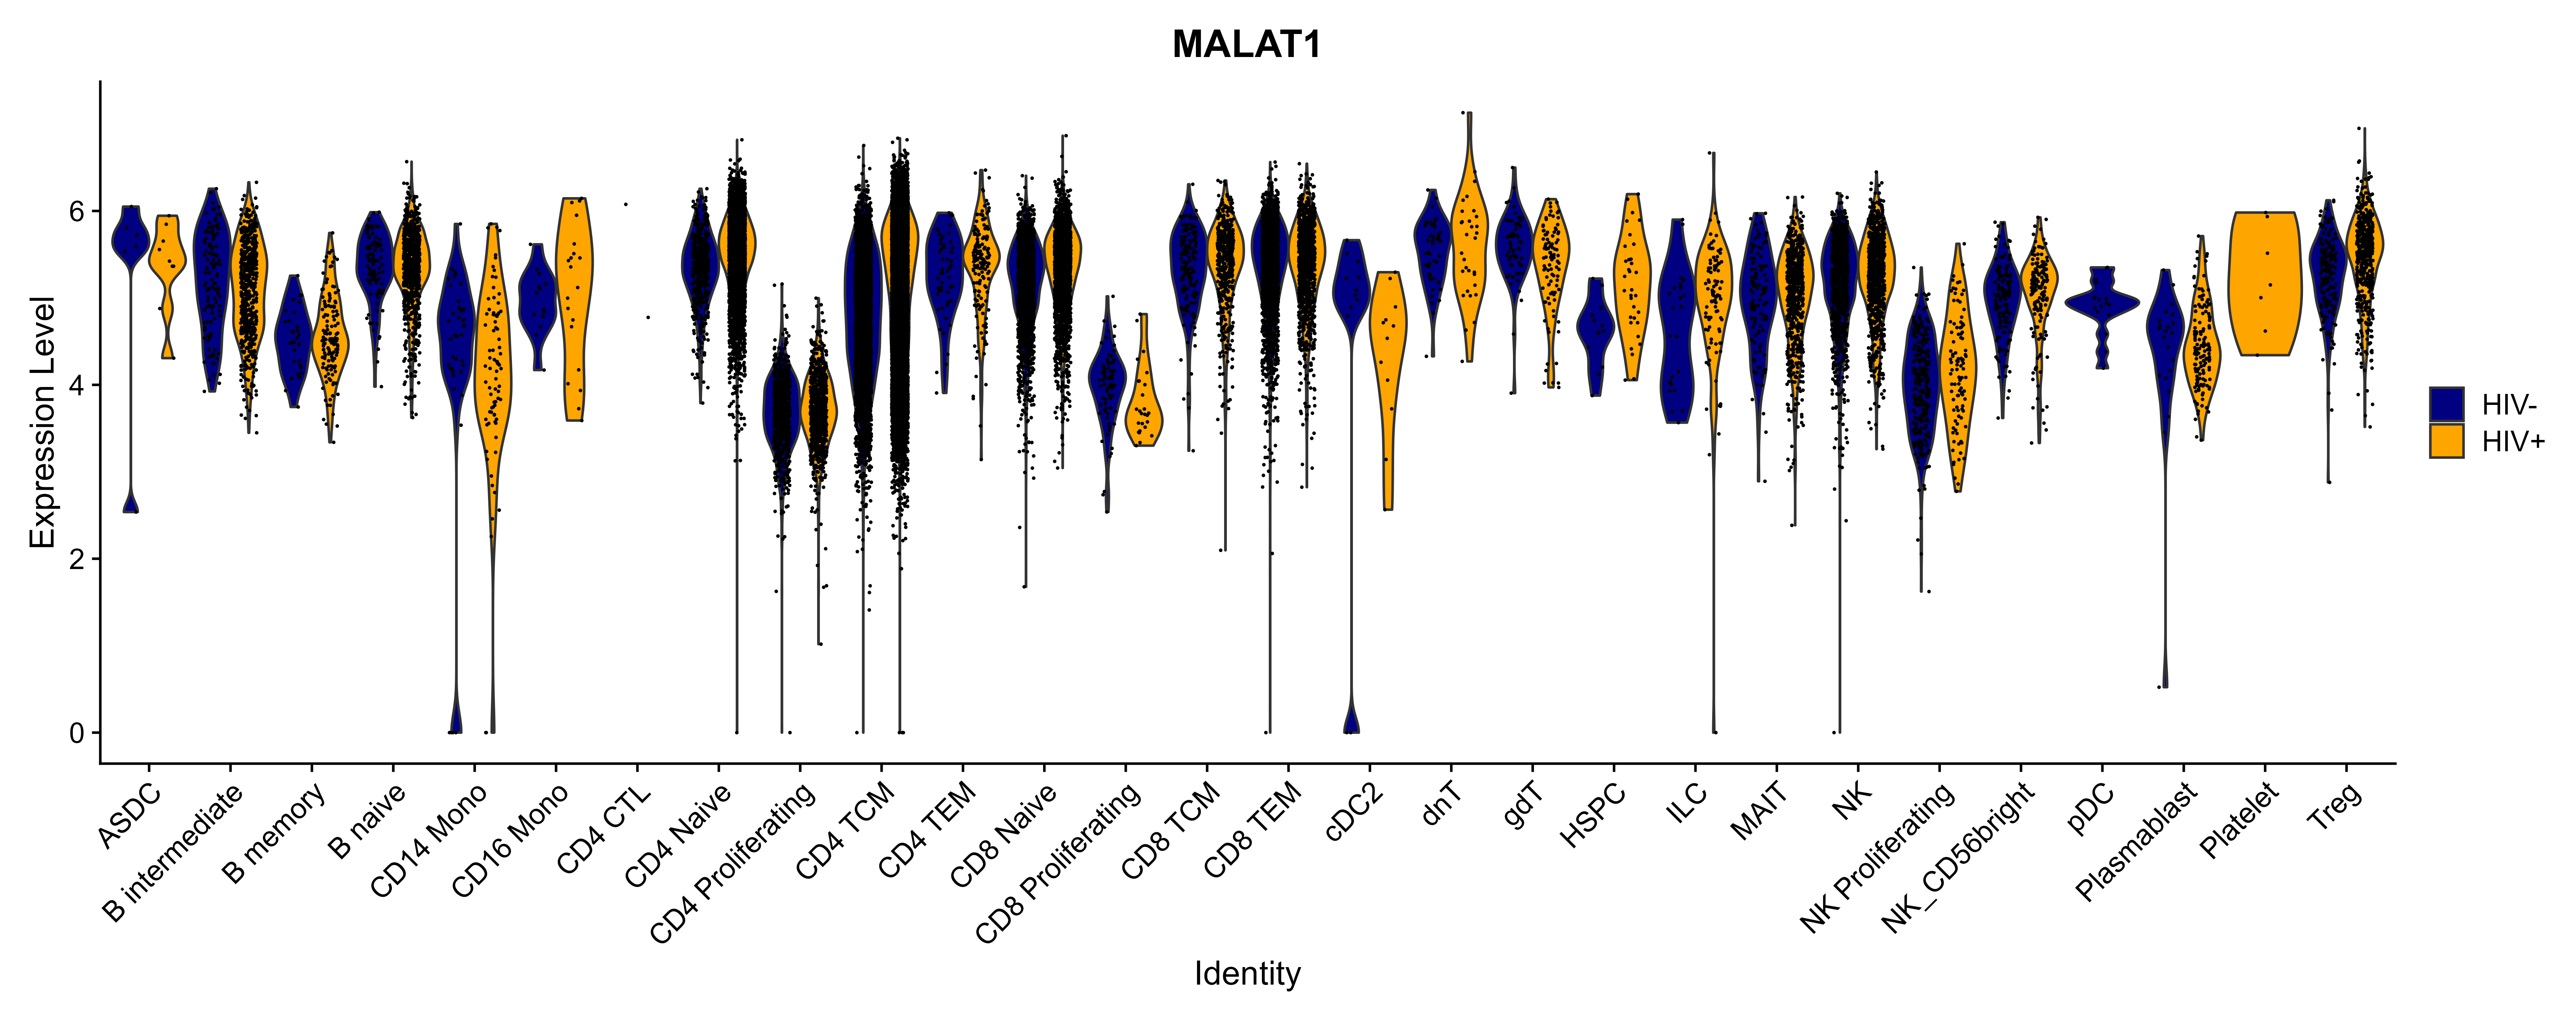 MALAT1
Expression Level
6
4
2
0
ASDC
B intermediate
B memory
B naive
CD14 Mono
CD16 Mono
CD4 CTL
CD4 Naive
CD4 Proliferating
CD4 TCM
CD4 TEM
CD8 Naive
CD8 Proliferating
CD8 TCM
CD8 TEM
cDC2
dnT
gdT
HSPC
ILC
MAIT
NK
NK Proliferating
NK_CD56bright
pDC
Plasmablast
Platelet
Treg
Identity
HIV-
HIV+